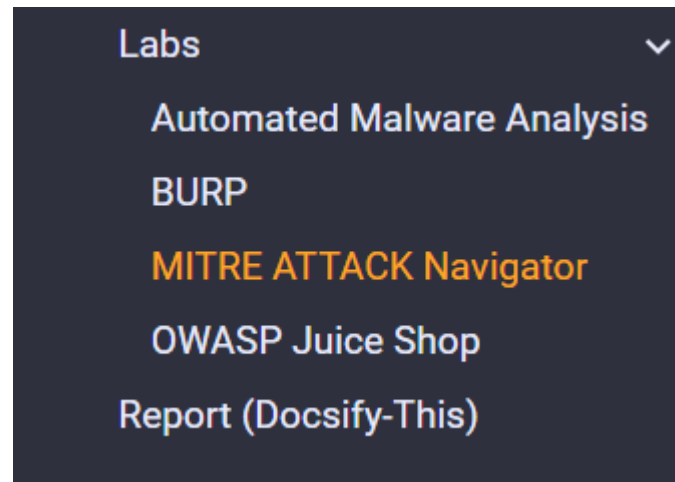 Labs
Automated Malware Analysis
BURP
MITRE ATTACK Navigator
OWASP Juice Shop
Report (Docsify-This)